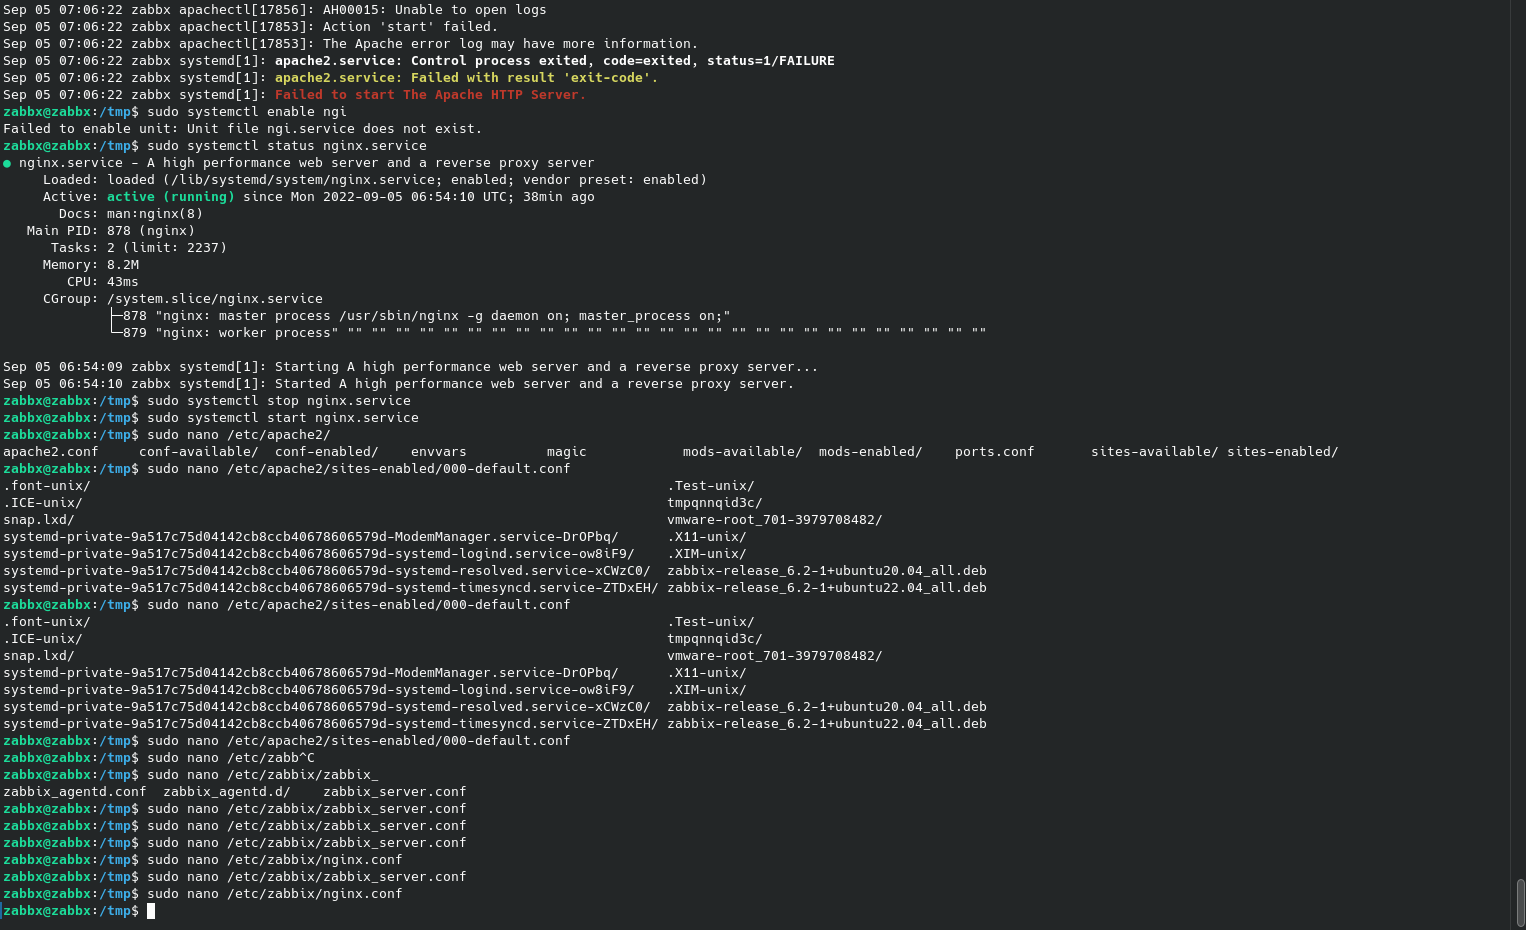 Sep 05 07:06:22 zabbx apachectl[17856]: AH00015: Unable to open logs
Sep 05 07:06:22 zabbx apachectl[17853]: Action 'start' failed.
Sep 05 07:06:22 zabbx apachectl[17853]: The Apache error log may have more information.
Sep 05 07:06:22 zabbx systemd[1]: apache2.service: Control process exited, code=exited, status=1/FAILURE
Sep 05 07:06:22 zabbx systemd[1]: apache2.service: Failed with result 'exit-code'.
Sep 05 07:06:22 zabbx systemd[1]: Failed to start The Apache HTTP Server.
zabbx@zabbx:/tmp$ sudo systemctl enable ngi
Failed to enable unit: Unit file ngi.service does not exist.
zabbx@zabbx:/tmp$ sudo systemctl status nginx.service
● nginx.service - A high performance web server and a reverse proxy server
     Loaded: loaded (/lib/systemd/system/nginx.service; enabled; vendor preset: enabled)
     Active: active (running) since Mon 2022-09-05 06:54:10 UTC; 38min ago
       Docs: man:nginx(8)
   Main PID: 878 (nginx)
      Tasks: 2 (limit: 2237)
     Memory: 8.2M
        CPU: 43ms
     CGroup: /system.slice/nginx.service
             ├─878 "nginx: master process /usr/sbin/nginx -g daemon on; master_process on;"
             └─879 "nginx: worker process" "" "" "" "" "" "" "" "" "" "" "" "" "" "" "" "" "" "" "" "" "" "" "" "" "" "" ""

Sep 05 06:54:09 zabbx systemd[1]: Starting A high performance web server and a reverse proxy server...
Sep 05 06:54:10 zabbx systemd[1]: Started A high performance web server and a reverse proxy server.
zabbx@zabbx:/tmp$ sudo systemctl stop nginx.service
zabbx@zabbx:/tmp$ sudo systemctl start nginx.service
zabbx@zabbx:/tmp$ sudo nano /etc/apache2/
apache2.conf     conf-available/  conf-enabled/    envvars          magic            mods-available/  mods-enabled/    ports.conf       sites-available/ sites-enabled/
zabbx@zabbx:/tmp$ sudo nano /etc/apache2/sites-enabled/000-default.conf
.font-unix/                                                                        .Test-unix/
.ICE-unix/                                                                         tmpqnnqid3c/
snap.lxd/                                                                          vmware-root_701-3979708482/
systemd-private-9a517c75d04142cb8ccb40678606579d-ModemManager.service-DrOPbq/      .X11-unix/
systemd-private-9a517c75d04142cb8ccb40678606579d-systemd-logind.service-ow8iF9/    .XIM-unix/
systemd-private-9a517c75d04142cb8ccb40678606579d-systemd-resolved.service-xCWzC0/  zabbix-release_6.2-1+ubuntu20.04_all.deb
systemd-private-9a517c75d04142cb8ccb40678606579d-systemd-timesyncd.service-ZTDxEH/ zabbix-release_6.2-1+ubuntu22.04_all.deb
zabbx@zabbx:/tmp$ sudo nano /etc/apache2/sites-enabled/000-default.conf
.font-unix/                                                                        .Test-unix/
.ICE-unix/                                                                         tmpqnnqid3c/
snap.lxd/                                                                          vmware-root_701-3979708482/
systemd-private-9a517c75d04142cb8ccb40678606579d-ModemManager.service-DrOPbq/      .X11-unix/
systemd-private-9a517c75d04142cb8ccb40678606579d-systemd-logind.service-ow8iF9/    .XIM-unix/
systemd-private-9a517c75d04142cb8ccb40678606579d-systemd-resolved.service-xCWzC0/  zabbix-release_6.2-1+ubuntu20.04_all.deb
systemd-private-9a517c75d04142cb8ccb40678606579d-systemd-timesyncd.service-ZTDxEH/ zabbix-release_6.2-1+ubuntu22.04_all.deb
zabbx@zabbx:/tmp$ sudo nano /etc/apache2/sites-enabled/000-default.conf
zabbx@zabbx:/tmp$ sudo nano /etc/zabb^C
zabbx@zabbx:/tmp$ sudo nano /etc/zabbix/zabbix_
zabbix_agentd.conf  zabbix_agentd.d/    zabbix_server.conf
zabbx@zabbx:/tmp$ sudo nano /etc/zabbix/zabbix_server.conf
zabbx@zabbx:/tmp$ sudo nano /etc/zabbix/zabbix_server.conf
zabbx@zabbx:/tmp$ sudo nano /etc/zabbix/zabbix_server.conf
zabbx@zabbx:/tmp$ sudo nano /etc/zabbix/nginx.conf
zabbx@zabbx:/tmp$ sudo nano /etc/zabbix/zabbix_server.conf
zabbx@zabbx:/tmp$ sudo nano /etc/zabbix/nginx.conf
zabbx@zabbx:/tmp$